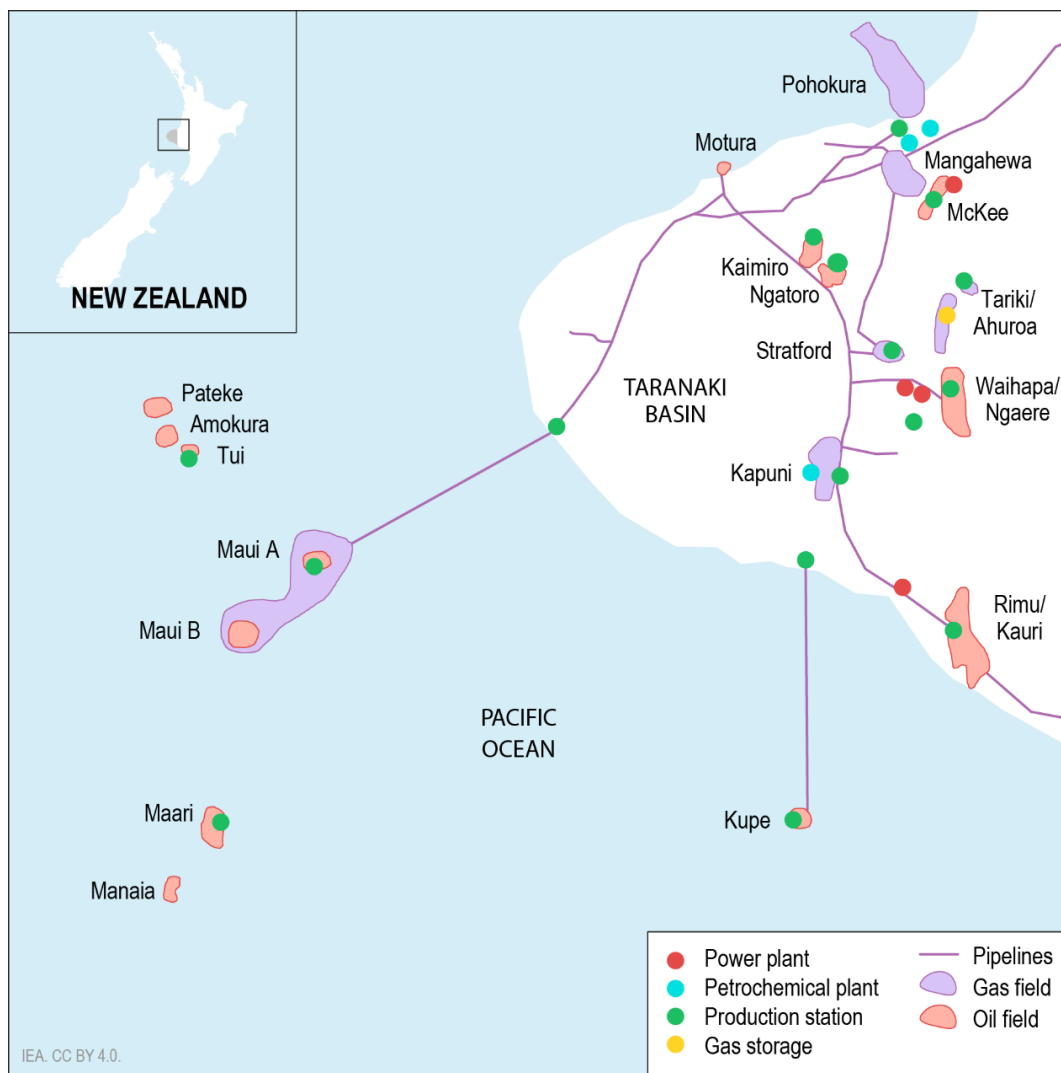 NEW ZEALAND
Pohokura
Motura
Mangahewa
McKee
Kaimiro
Ngatoro
Tariki/
Ahuroa
Stratford
TARANAKI
BASIN
Waihapa/
Ngaere
Pateke
Amokura
Tui
Kapuni
Maui A
Maui B
Rimu/
Kauri
PACIFIC
OCEAN
Maari
Kupe
Manaia
Power plant
Petrochemical plant
Production station
Gas storage
Pipelines
Gas field
Oil field
IEA. CC BY 4.0.